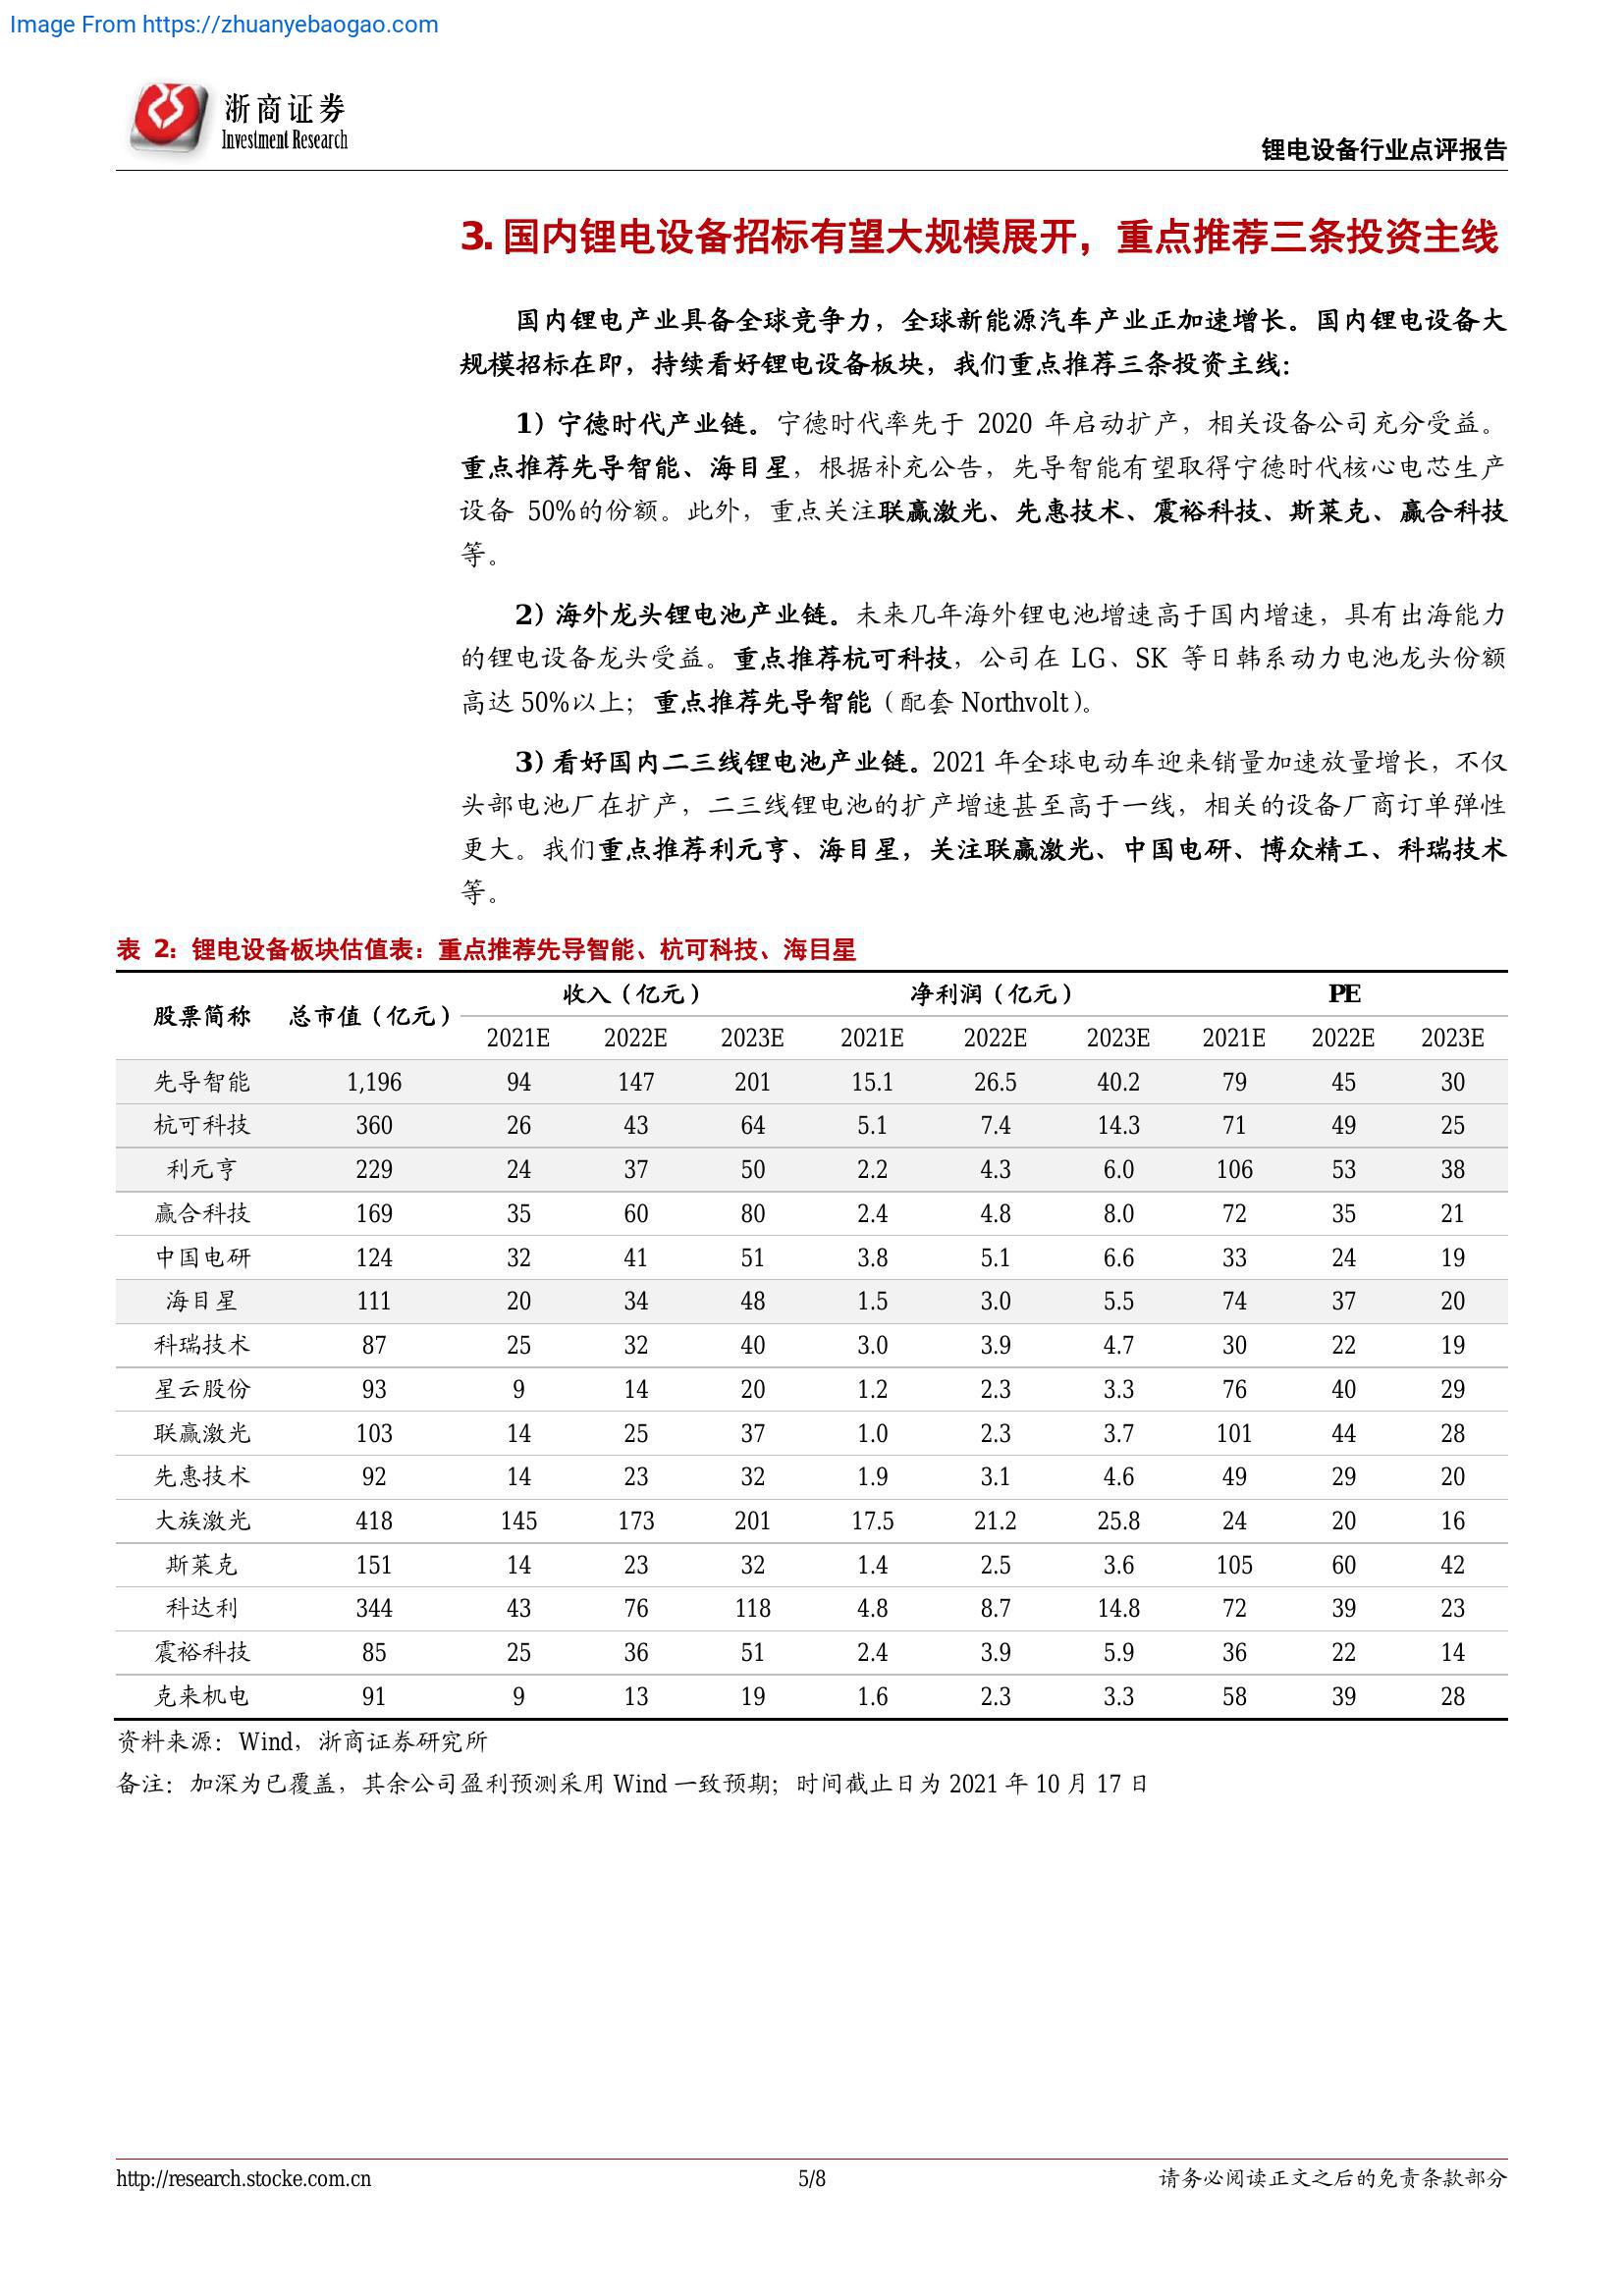 Image From https://zhuanyebaogao.com
浙商证券
Investment Research
锂电设备行业点评报告
3. 国内锂电设备招标有望大规模展开，重点推荐三条投资主线
国内锂电产业具备全球竞争力，全球新能源汽车产业正加速增长。国内锂电设备大
规模招标在即，持续看好锂电设备板块，我们重点推荐三条投资主线：
1）宁德时代产业链。宁德时代率先于 2020 年启动扩产，相关设备公司充分受益。
重点推荐先导智能、海目星，根据补充公告，先导智能有望取得宁德时代核心电芯生产
设备 50%的份额。此外，重点关注联赢激光、先惠技术、震裕科技、斯莱克、赢合科技
等。
2）海外龙头锂电池产业链。未来几年海外锂电池增速高于国内增速，具有出海能力
的锂电设备龙头受益。重点推荐杭可科技，公司在 LG、SK 等日韩系动力电池龙头份额
高达 50%以上；重点推荐先导智能（配套 Northvolt）。
3）看好国内二三线锂电池产业链。2021 年全球电动车迎来销量加速放量增长，不仅
头部电池厂在扩产，二三线锂电池的扩产增速甚至高于一线，相关的设备厂商订单弹性
更大。我们重点推荐利元亨、海目星，关注联赢激光、中国电研、博众精工、科瑞技术
等。
表 2：锂电设备板块估值表：重点推荐先导智能、杭可科技、海目星
股票简称 总市值（亿元） 收入（亿元） 净利润（亿元） PE
2021E 2022E 2023E 2021E 2022E 2023E 2021E 2022E 2023E
先导智能 1,196 94 147 201 15.1 26.5 40.2 79 45 30
杭可科技 360 26 43 64 5.1 7.4 14.3 71 49 25
利元亨 229 24 37 50 2.2 4.3 6.0 106 53 38
赢合科技 169 35 60 80 2.4 4.8 8.0 72 35 21
中国电研 124 32 41 51 3.8 5.1 6.6 33 24 19
海目星 111 20 34 48 1.5 3.0 5.5 74 37 20
科瑞技术 87 25 32 40 3.0 3.9 4.7 30 22 19
星云股份 93 9 14 20 1.2 2.3 3.3 76 40 29
联赢激光 103 14 25 37 1.0 2.3 3.7 101 44 28
先惠技术 92 14 23 32 1.9 3.1 4.6 49 29 20
大族激光 418 145 173 201 17.5 21.2 25.8 24 20 16
斯莱克 151 14 23 32 1.4 2.5 3.6 105 60 42
科达利 344 43 76 118 4.8 8.7 14.8 72 39 23
震裕科技 85 25 36 51 2.4 3.9 5.9 36 22 14
克来机电 91 9 13 19 1.6 2.3 3.3 58 39 28
资料来源：Wind，浙商证券研究所
备注：加深为已覆盖，其余公司盈利预测采用 Wind 一致预期；时间截止日为 2021 年 10 月 17 日
http://research.stocke.com.cn 5/8 请务必阅读正文之后的免责条款部分